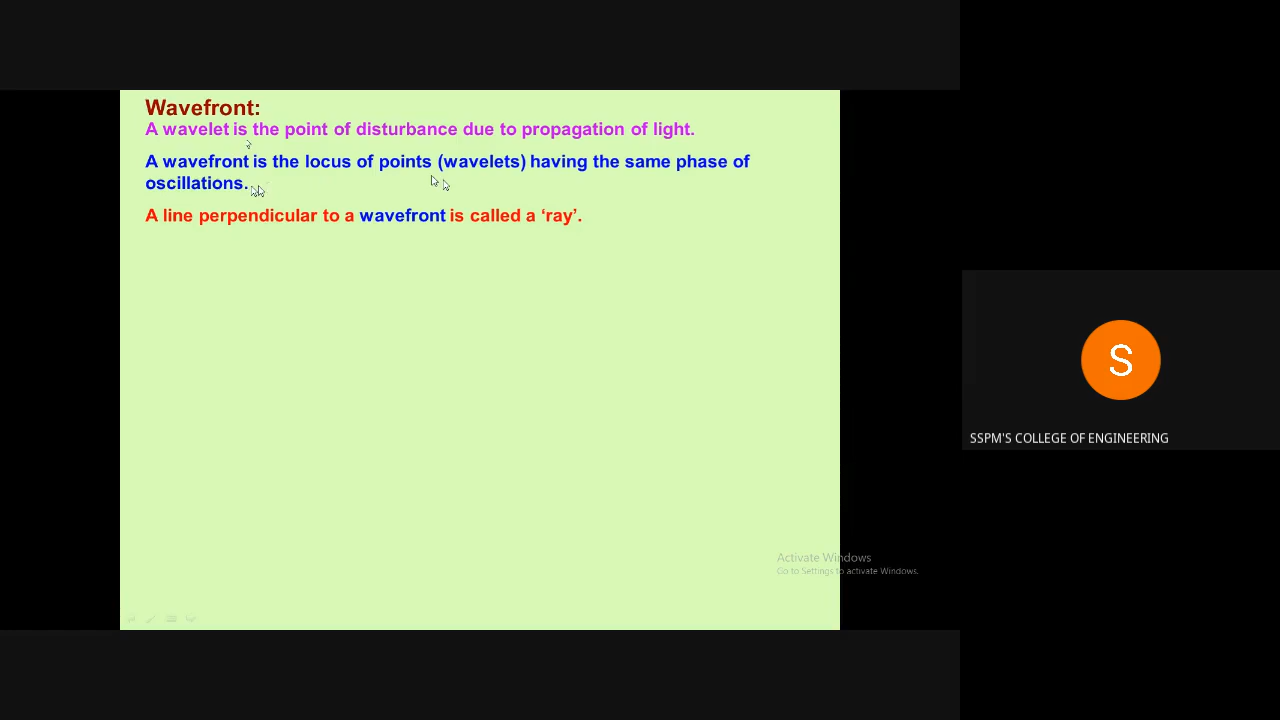 Wavefront:
A wavelet is the point of disturbance due to propagation of light.
A wavefront is the locus of points (wavelets) having the same phase of
oscillations.
A line perpendicular to a wavefront is called a ‘ray’.
S
SSPM'S COLLEGE OF ENGINEERING
Activate Windows
Go to Settings to activate Windows.